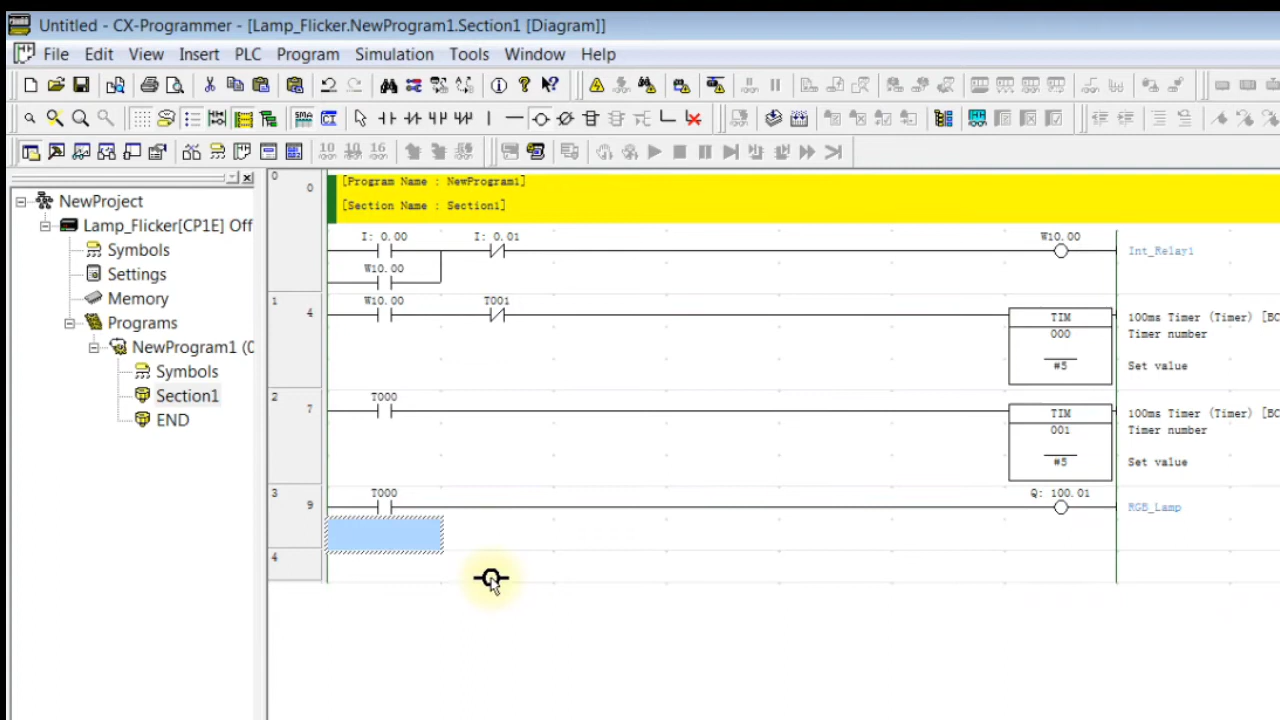 Untitled - CX-Programmer - [Lamp_Flicker.NewProgram1.Section1 [Diagram]]
File Edit View Insert PLC Program Simulation Tools Window Help
10 10 16
NewProject
Lamp_Flicker[CP1E] Off
Symbols
Settings
Memory
Programs
NewProgram1 (0
Symbols
Section1
END
0
0
[Program Name : NewProgram1]
[Section Name : Section1]
I: 0.00 I: 0.01 W10.00
Int_Relay1
W10.00
1
4
W10.00 T001
TIM 100ms Timer (Timer) [BC
000 Timer number
#5 Set value
2
7
T000
TIM 100ms Timer (Timer) [BC
001 Timer number
#5 Set value
3
9
T000 Q: 100.01
RGB_Lamp
4